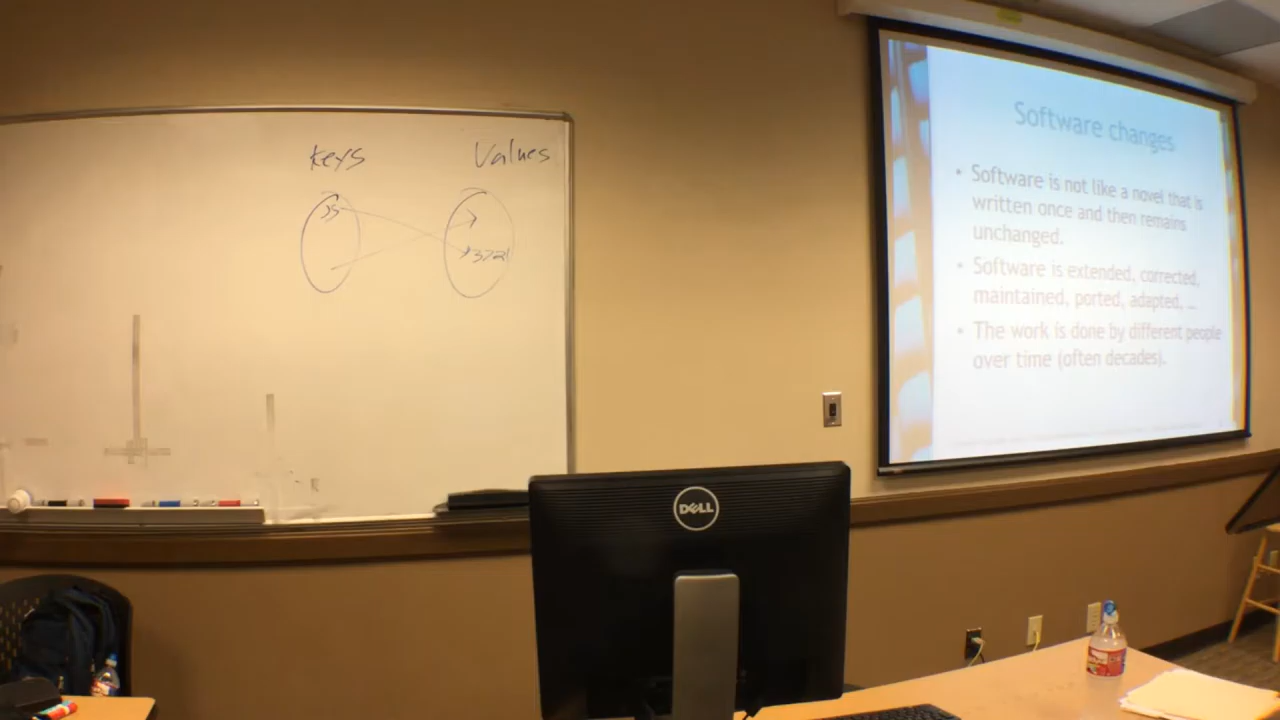 Keys
Values
35
3721
DELL
Software changes
• Software is not like a novel that is
written once and then remains
unchanged.
• Software is extended, corrected,
maintained, ported, adapted, …
• The work is done by different people
over time (often decades).